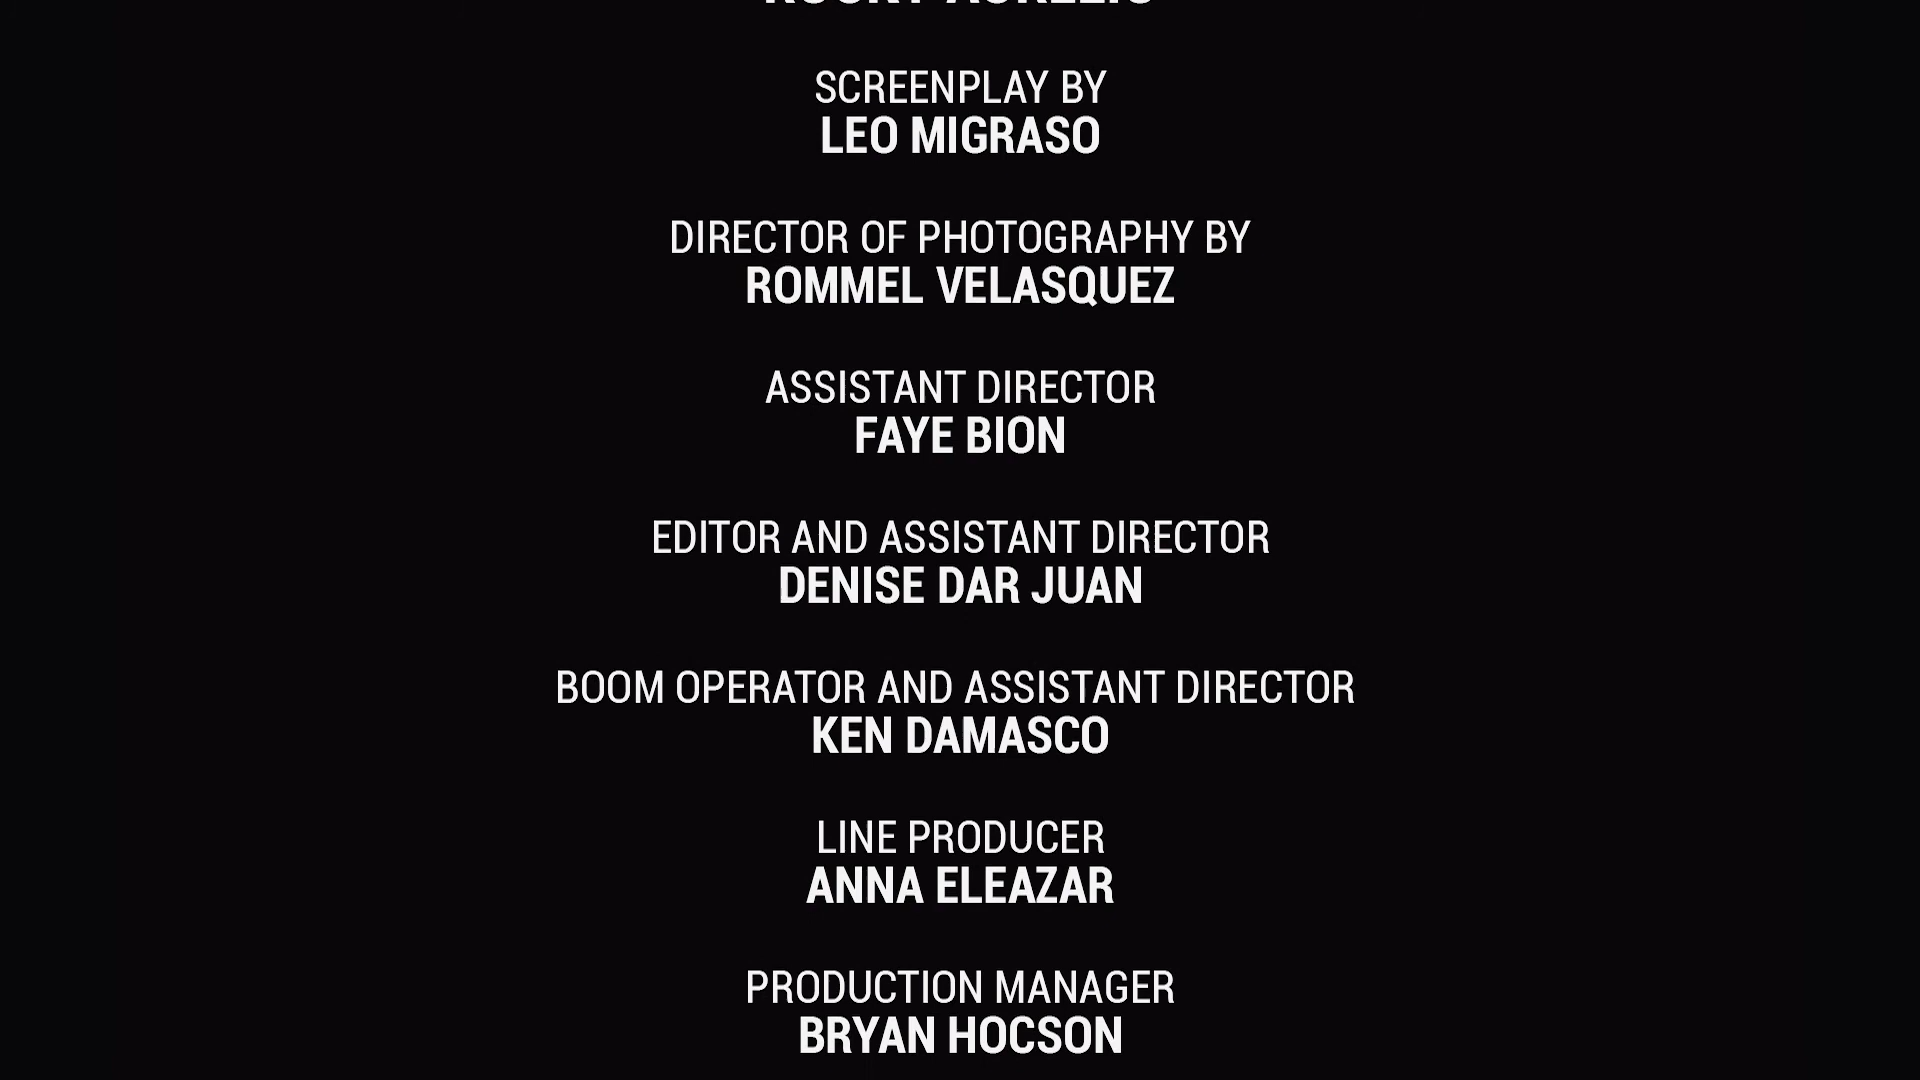 SCREENPLAY BY
LEO MIGRASO
DIRECTOR OF PHOTOGRAPHY BY
ROMMEL VELASQUEZ
ASSISTANT DIRECTOR
FAYE BION
EDITOR AND ASSISTANT DIRECTOR
DENISE DAR JUAN
BOOM OPERATOR AND ASSISTANT DIRECTOR
KEN DAMASCO
LINE PRODUCER
ANNA ELEAZAR
PRODUCTION MANAGER
BRYAN HOCSON